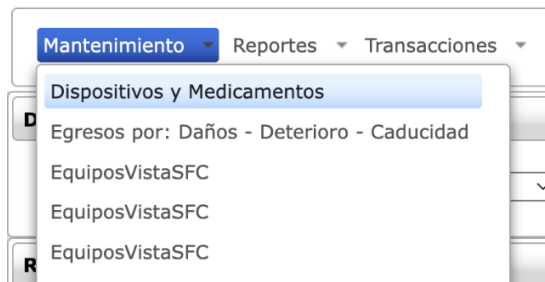 Mantenimiento Reportes Transacciones
Dispositivos y Medicamentos
Egresos por: Daños - Deterioro - Caducidad
EquiposVistaSFC
EquiposVistaSFC
EquiposVistaSFC